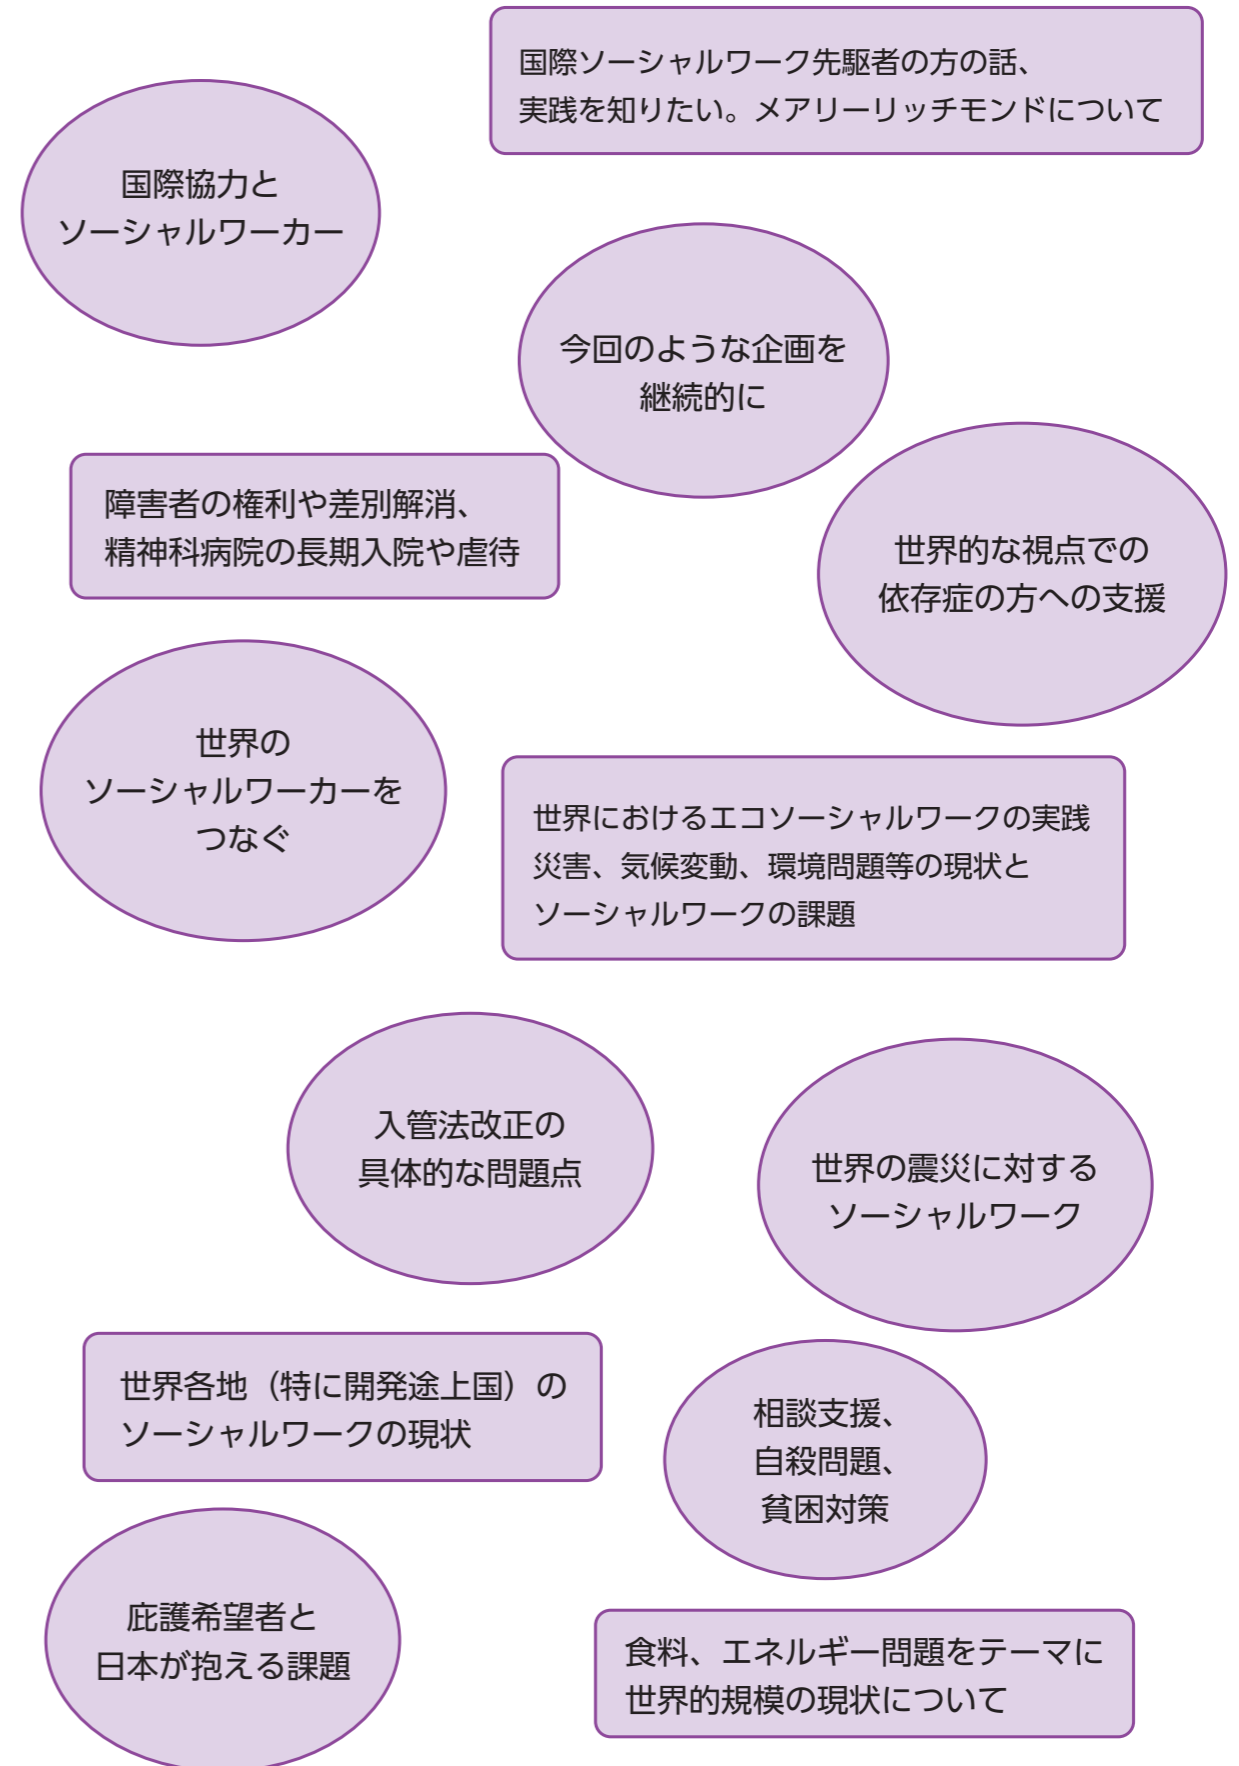 国際ソーシャルワーク先駆者の方の話、
実践を知りたい。メアリーリッチモンドについて
国際協力と
ソーシャルワーカー
今回のような企画を
継続的に
障害者の権利や差別解消、
精神科病院の長期入院や虐待
世界的な視点での
依存症の方への支援
世界の
ソーシャルワーカーを
つなぐ
世界におけるエコソーシャルワークの実践
災害、気候変動、環境問題等の現状と
ソーシャルワークの課題
入管法改正の
具体的な問題点
世界の震災に対する
ソーシャルワーク
世界各地（特に開発途上国）の
ソーシャルワークの現状
相談支援、
自殺問題、
貧困対策
庇護希望者と
日本が抱える課題
食料、エネルギー問題をテーマに
世界的規模の現状について